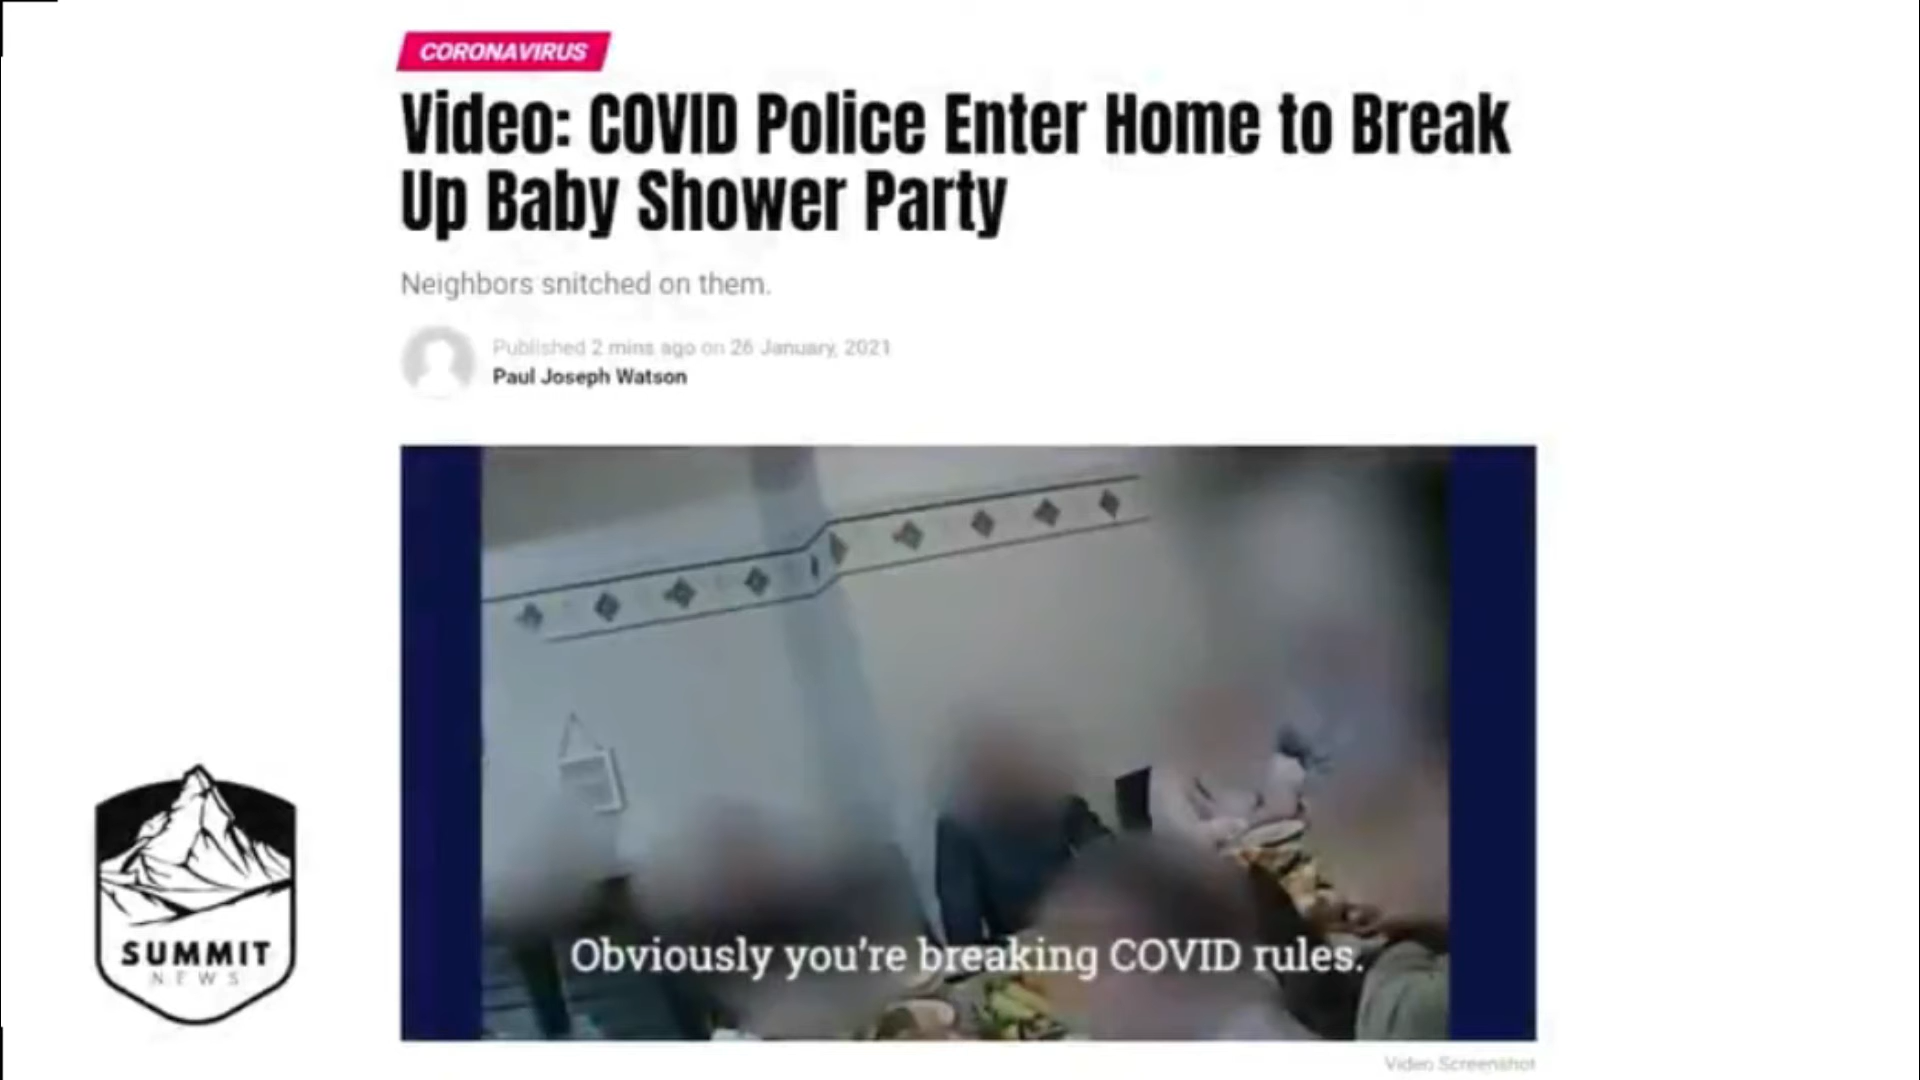 CORONAVIRUS
Video: COVID Police Enter Home to Break
Up Baby Shower Party
Neighbors snitched on them.
Published 2 mins ago on 26 January, 2021
Paul Joseph Watson
Obviously you're breaking COVID rules.
SUMMIT
NEWS
Video Screenshot